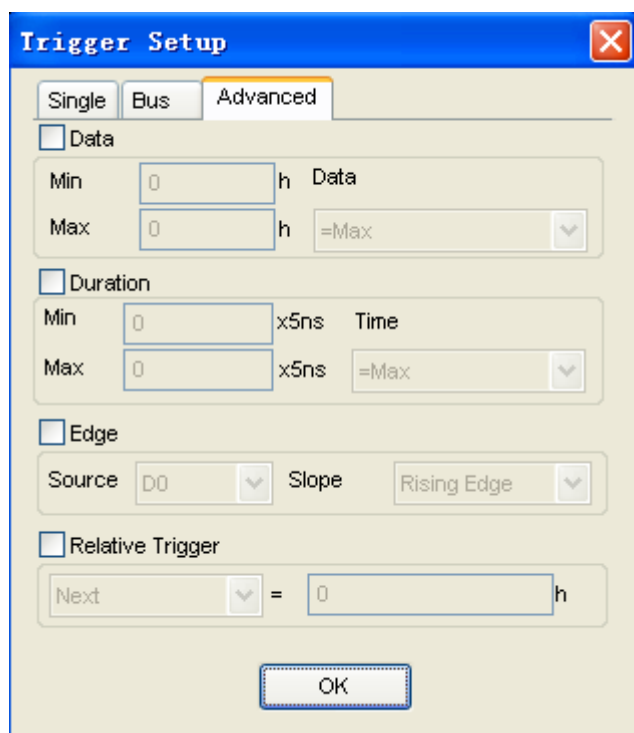 Trigger Setup
Single Bus Advanced
Data
Min 0 h Data
Max 0 h =Max
Duration
Min 0 x5ns Time
Max 0 x5ns =Max
Edge
Source D0 Slope Rising Edge
Relative Trigger
Next = 0 h
OK